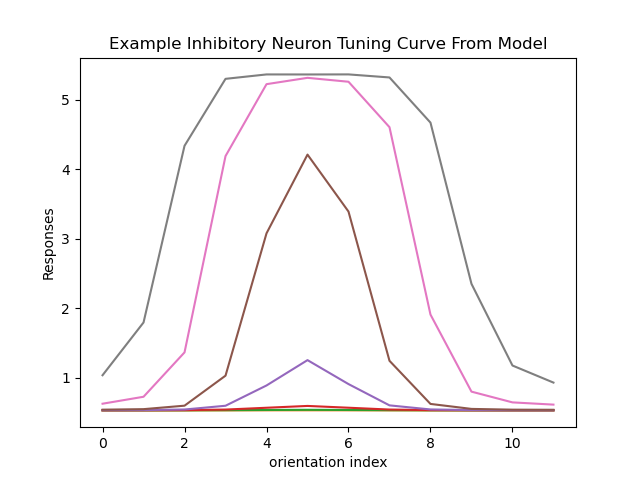 Example Inhibitory Neuron Tuning Curve From Model
5
4
3
2
1
Responses
0 2 4 6 8 10
orientation index